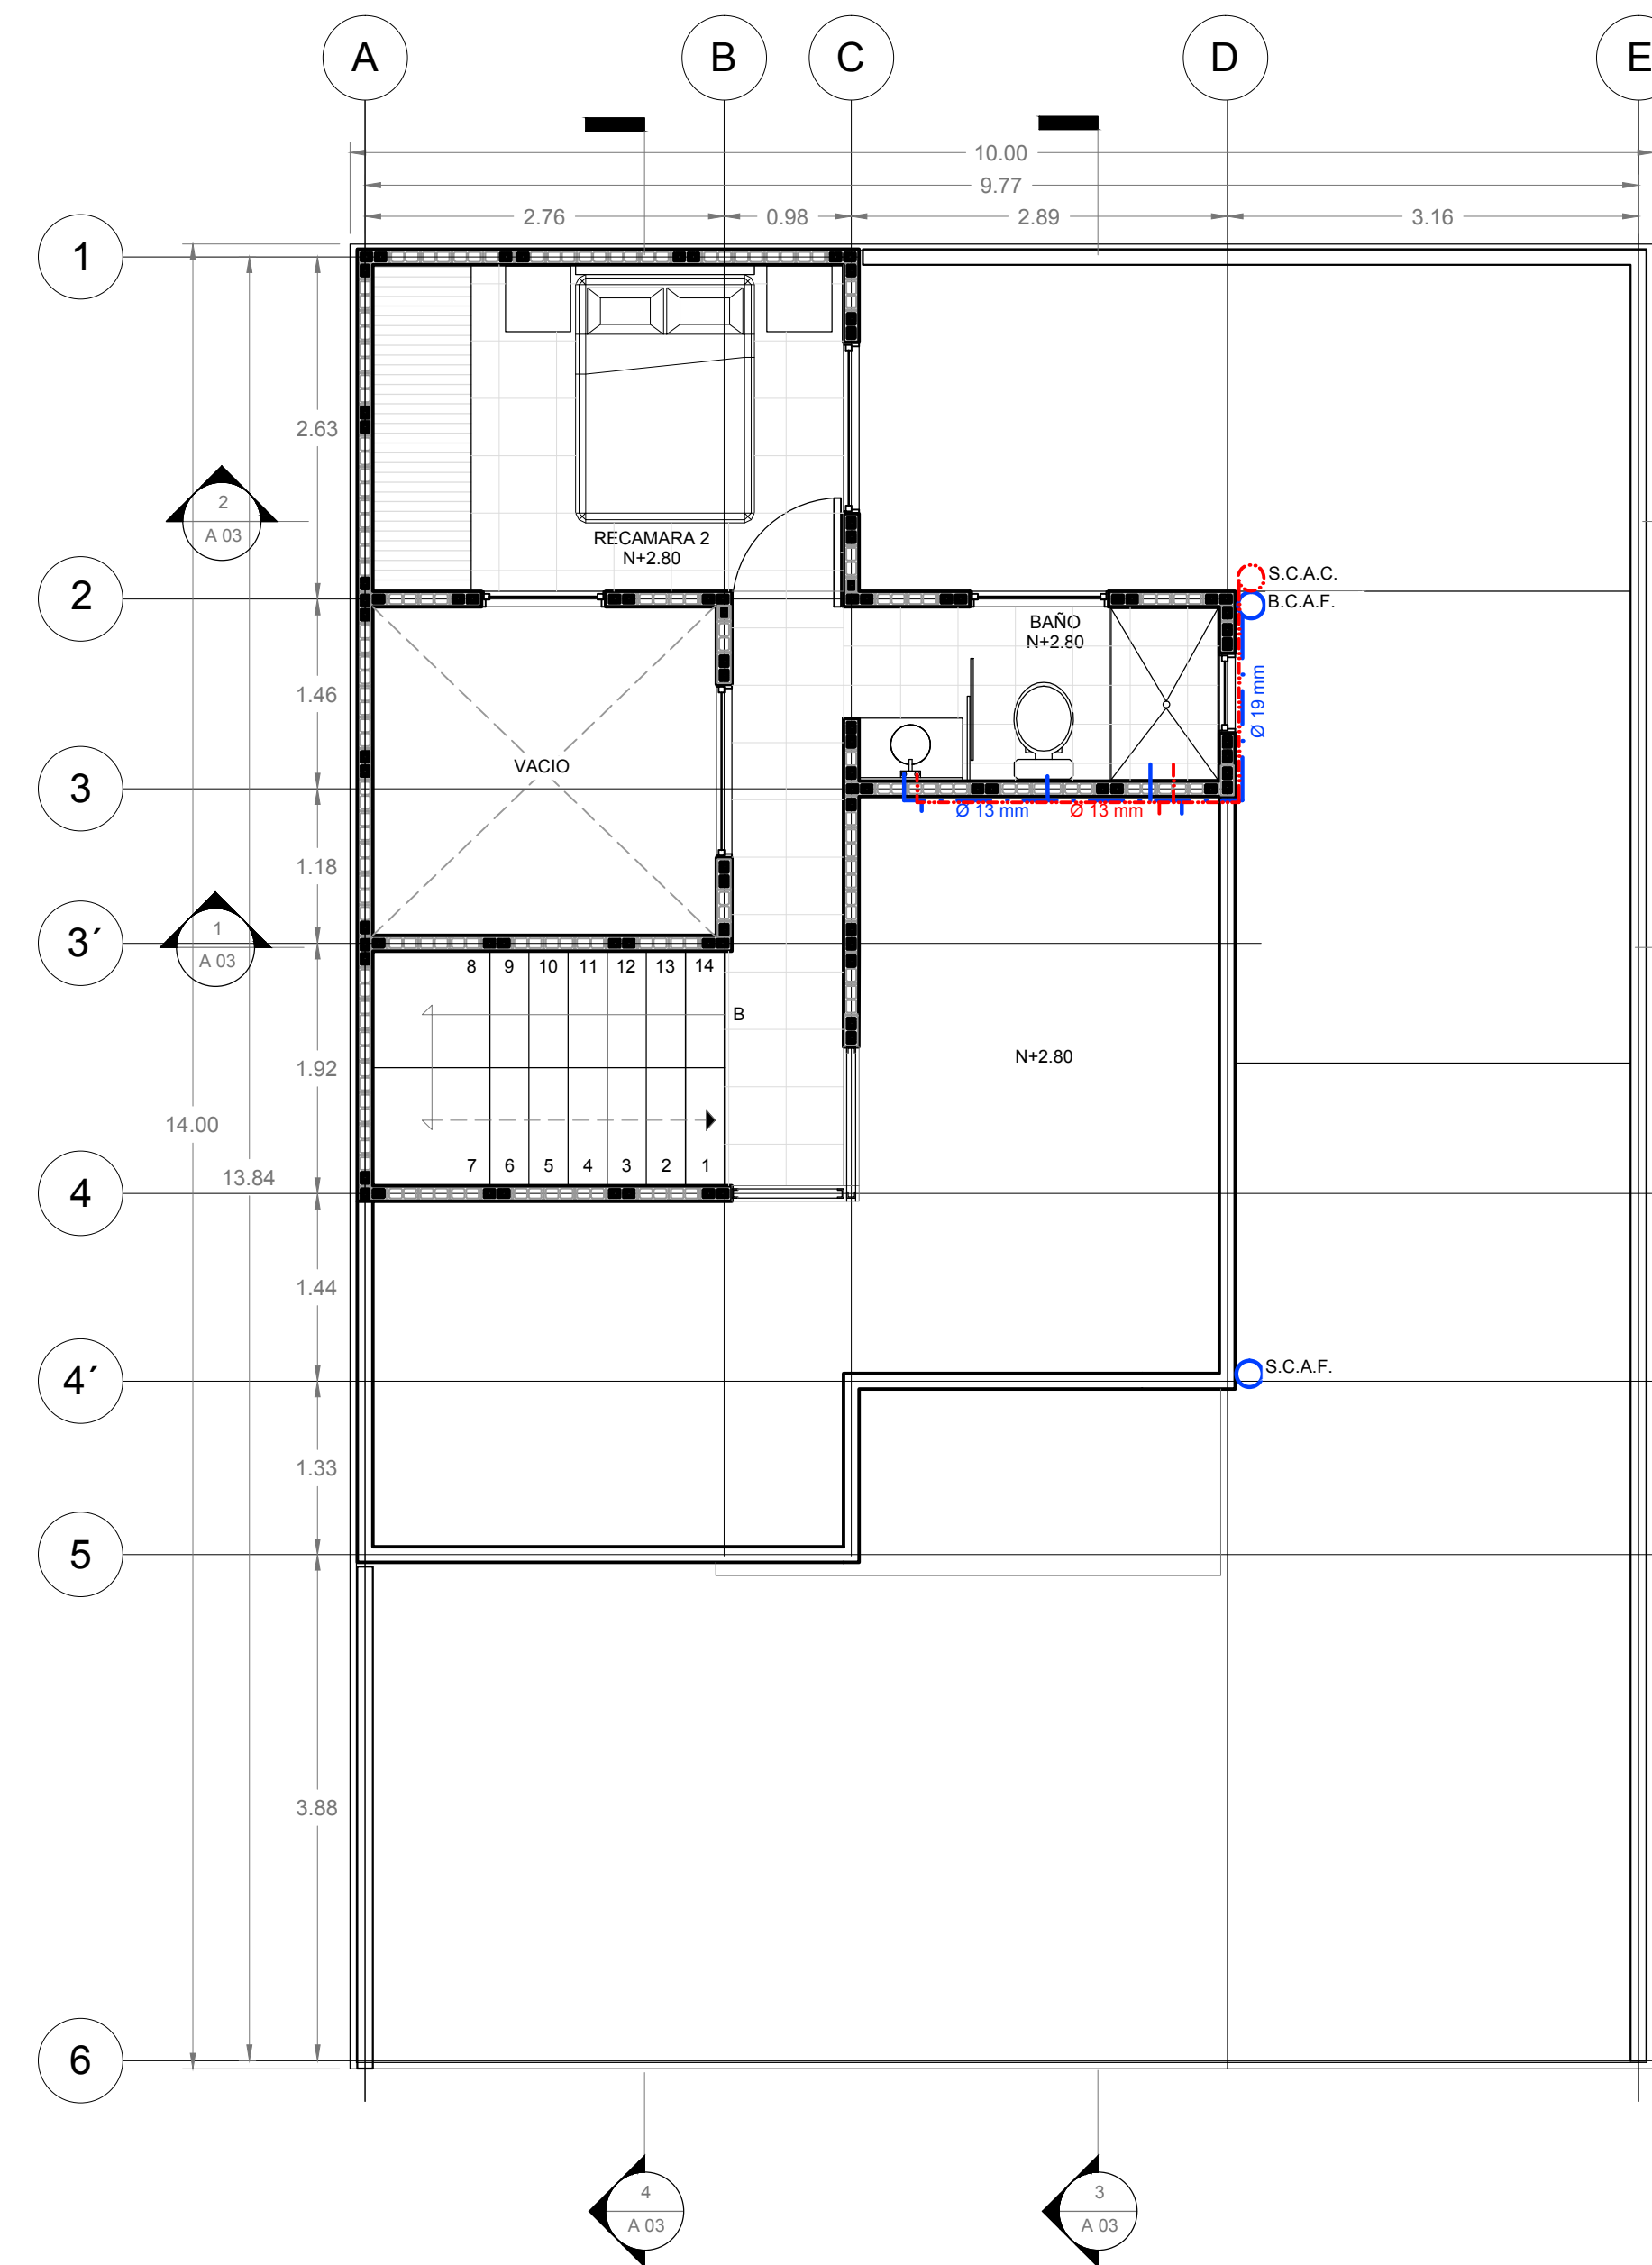 A
B
C
D
E
10.00
9.77
2.76
0.98
2.89
3.16
1
2.63
2
A 03
RECAMARA 2
N+2.80
2
S.C.A.C.
B.C.A.F.
BAÑO
N+2.80
Ø 19 mm
1.46
VACIO
3
Ø 13 mm
Ø 13 mm
1.18
1
A 03
3´
8
9
10
11
12
13
14
B
N+2.80
1.92
14.00
13.84
7
6
5
4
3
2
1
4
1.44
4´
S.C.A.F.
1.33
5
3.88
6
4
A 03
3
A 03